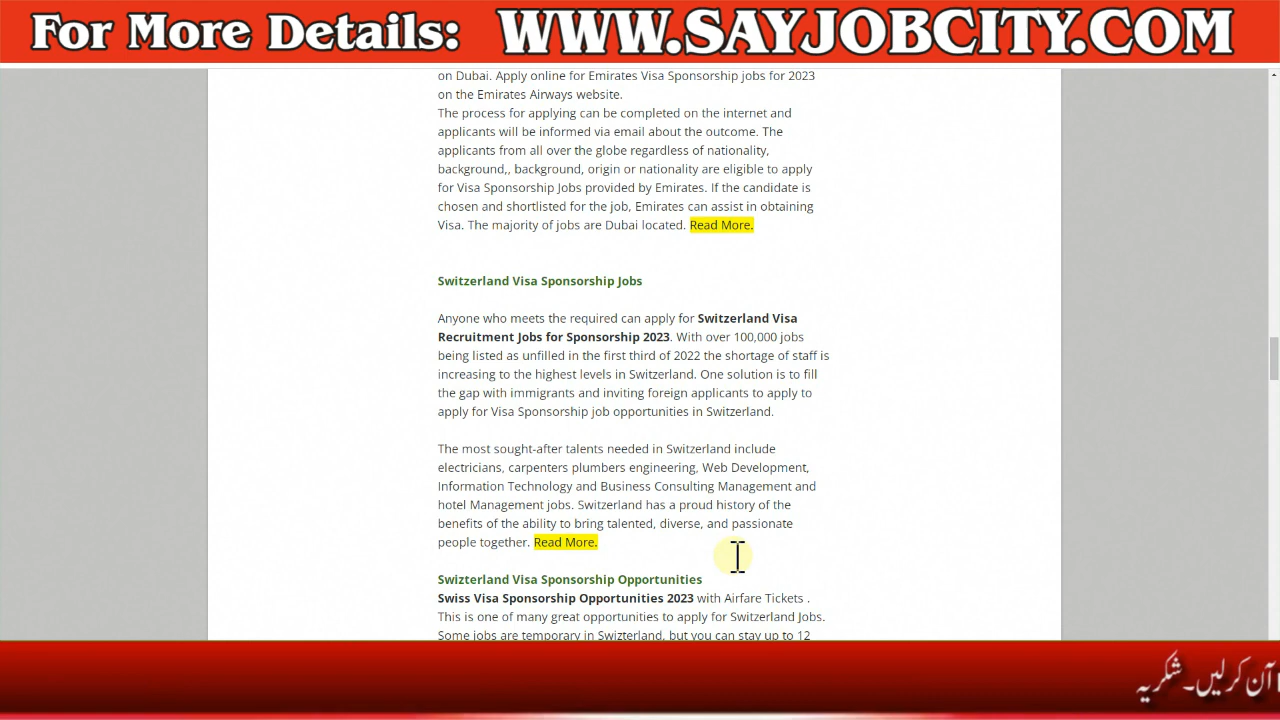 For More Details: WWW.SAYJOBCITY.COM
on Dubai. Apply online for Emirates Visa Sponsorship jobs for 2023
on the Emirates Airways website.
The process for applying can be completed on the internet and
applicants will be informed via email about the outcome. The
applicants from all over the globe regardless of nationality,
background,, background, origin or nationality are eligible to apply
for Visa Sponsorship Jobs provided by Emirates. If the candidate is
chosen and shortlisted for the job, Emirates can assist in obtaining
Visa. The majority of jobs are Dubai located. Read More.
Switzerland Visa Sponsorship Jobs
Anyone who meets the required can apply for Switzerland Visa
Recruitment Jobs for Sponsorship 2023. With over 100,000 jobs
being listed as unfilled in the first third of 2022 the shortage of staff is
increasing to the highest levels in Switzerland. One solution is to fill
the gap with immigrants and inviting foreign applicants to apply to
apply for Visa Sponsorship job opportunities in Switzerland.
The most sought-after talents needed in Switzerland include
electricians, carpenters plumbers engineering, Web Development,
Information Technology and Business Consulting Management and
hotel Management jobs. Switzerland has a proud history of the
benefits of the ability to bring talented, diverse, and passionate
people together. Read More.
Swizterland Visa Sponsorship Opportunities
Swiss Visa Sponsorship Opportunities 2023 with Airfare Tickets .
This is one of many great opportunities to apply for Switzerland Jobs.
Some jobs are temporary in Swizterland, but you can stay up to 12
آن کرلیں۔ شکریہ